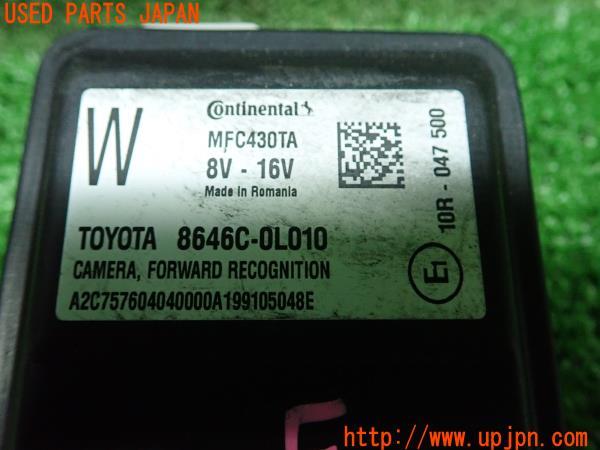 USED PARTS JAPAN
W
Continental
MFC430TA
8V - 16V
Made in Romania
TOYOTA 8646C-0L010
CAMERA, FORWARD RECOGNITION
A2C757604040000A199105048E
E1
10R - 047 500
http://www.upjpn.com/